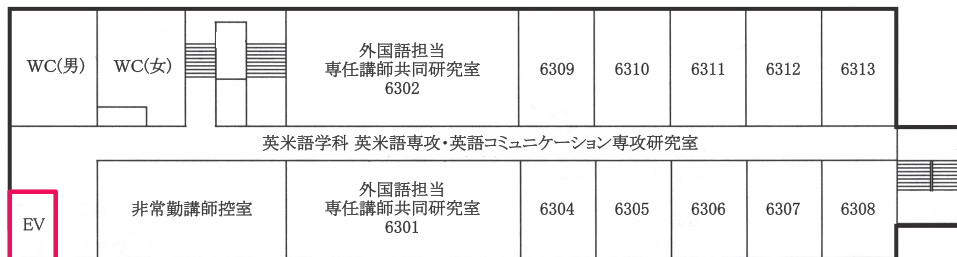 WC(男)
WC(女)
外国語担当
専任講師共同研究室
6302
6309
6310
6311
6312
6313
英米語学科 英米語専攻・英語コミュニケーション専攻研究室
EV
非常勤講師控室
外国語担当
専任講師共同研究室
6301
6304
6305
6306
6307
6308